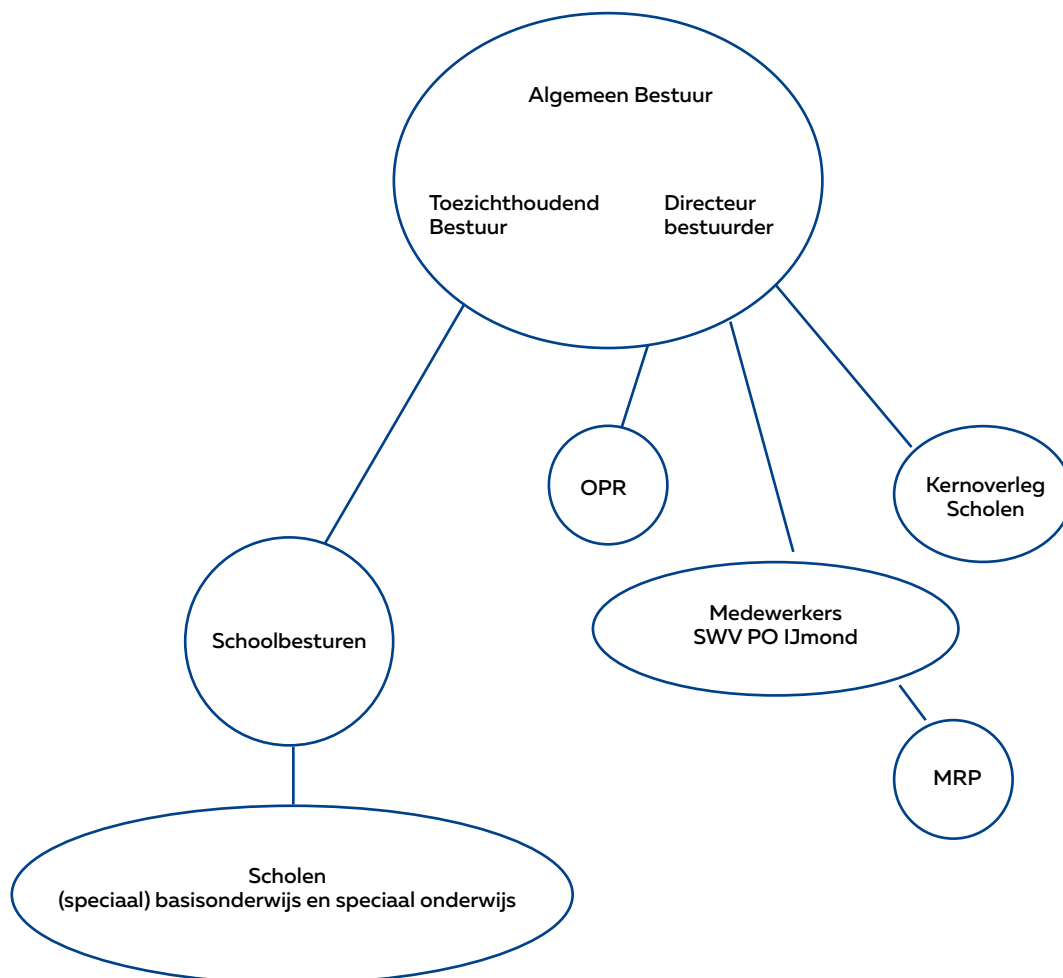 Algemeen Bestuur
Toezichthoudend
Bestuur
Directeur
bestuurder
OPR
Kernoverleg
Scholen
Medewerkers
SWV PO IJmond
Schoolbesturen
MRP
Scholen
(speciaal) basisonderwijs en speciaal onderwijs